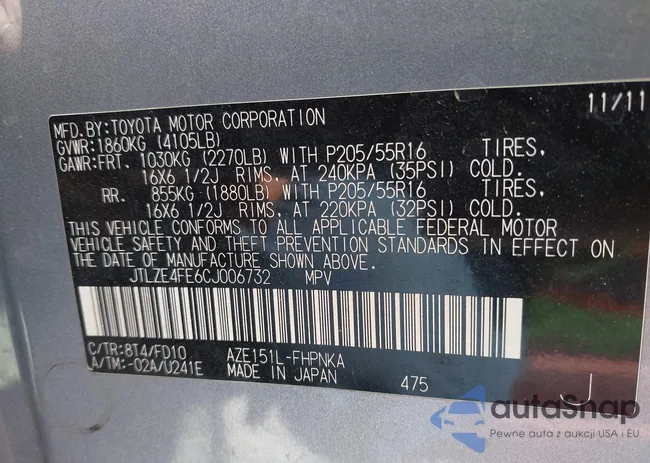 11/11
MFD.BY:TOYOTA MOTOR CORPORATION
GVWR:1860KG (4105LB)
GAWR:FRT. 1030KG (2270LB) WITH P205/55R16 TIRES,
16X6 1/2J RIMS, AT 240KPA (35PSI) COLD.
RR. 855KG (1880LB) WITH P205/55R16 TIRES,
16X6 1/2J RIMS, AT 220KPA (32PSI) COLD.
THIS VEHICLE CONFORMS TO ALL APPLICABLE FEDERAL MOTOR
VEHICLE SAFETY AND THEFT PREVENTION STANDARDS IN EFFECT ON
THE DATE OF MANUFACTURE SHOWN ABOVE.
JTLZE4FE6CJ006732 MPV
C/TR:8T4/FD10 AZE151L-FHPNKA
A/TM:-02A/U241E MADE IN JAPAN 475 J
autaSnap
Pewne auta z aukcji USA i EU